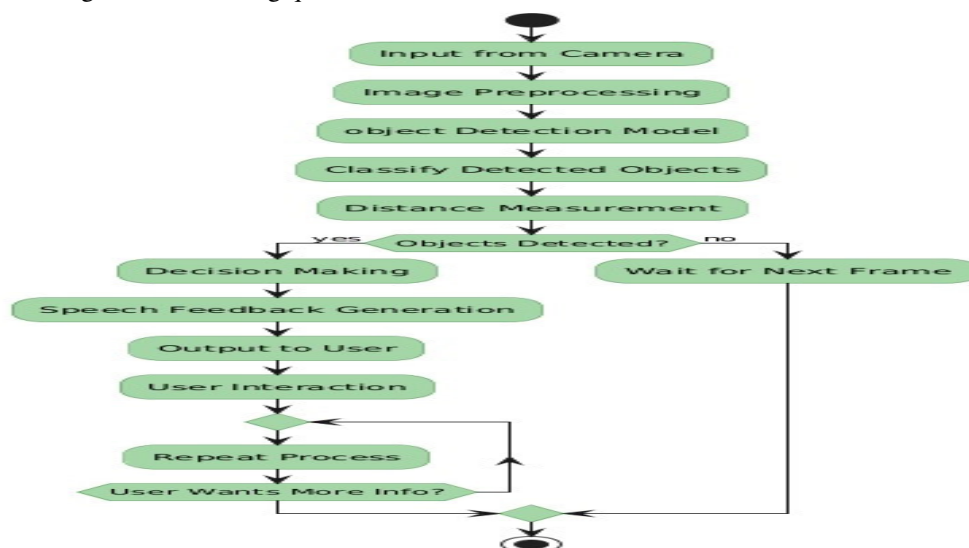 Input from Camera
Image Preprocessing
object Detection Model
Classify Detected Objects
Distance Measurement
yes
Objects Detected?
no
Decision Making
Wait for Next Frame
Speech Feedback Generation
Output to User
User Interaction
Repeat Process
User Wants More Info?